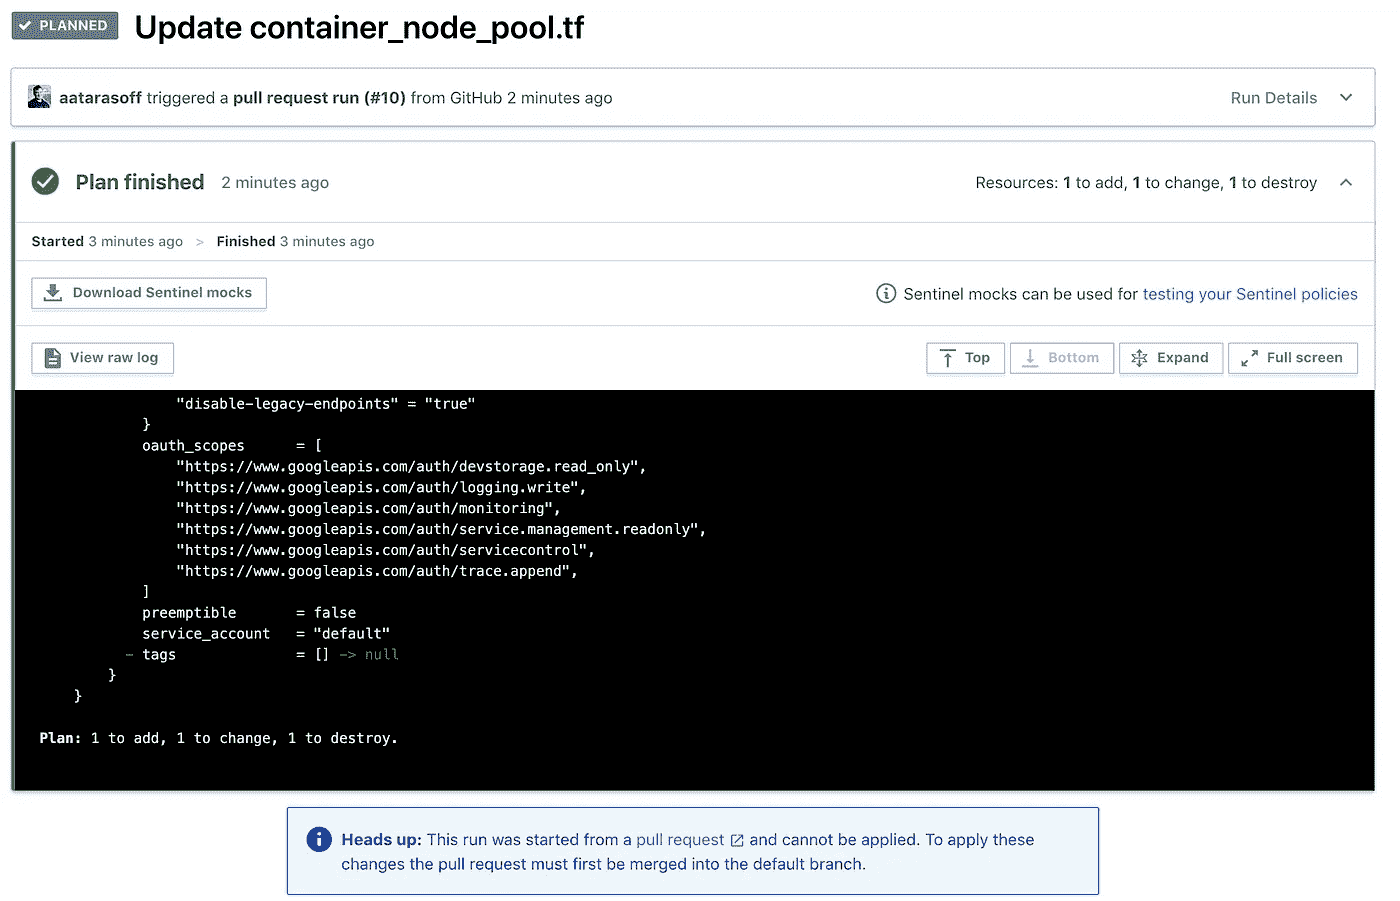 PLANNED Update container_node_pool.tf
aatarasoff triggered a pull request run (#10) from GitHub 2 minutes ago Run Details
Plan finished 2 minutes ago Resources: 1 to add, 1 to change, 1 to destroy
Started 3 minutes ago > Finished 3 minutes ago
Download Sentinel mocks Sentinel mocks can be used for testing your Sentinel policies
View raw log Top Bottom Expand Full screen
"disable-legacy-endpoints" = "true"
}
oauth_scopes = [
"https://www.googleapis.com/auth/devstorage.read_only",
"https://www.googleapis.com/auth/logging.write",
"https://www.googleapis.com/auth/monitoring",
"https://www.googleapis.com/auth/service.management.readonly",
"https://www.googleapis.com/auth/servicecontrol",
"https://www.googleapis.com/auth/trace.append",
]
preemptible = false
service_account = "default"
- tags = [] -> null
}
}
Plan: 1 to add, 1 to change, 1 to destroy.
Heads up: This run was started from a pull request and cannot be applied. To apply these
changes the pull request must first be merged into the default branch.